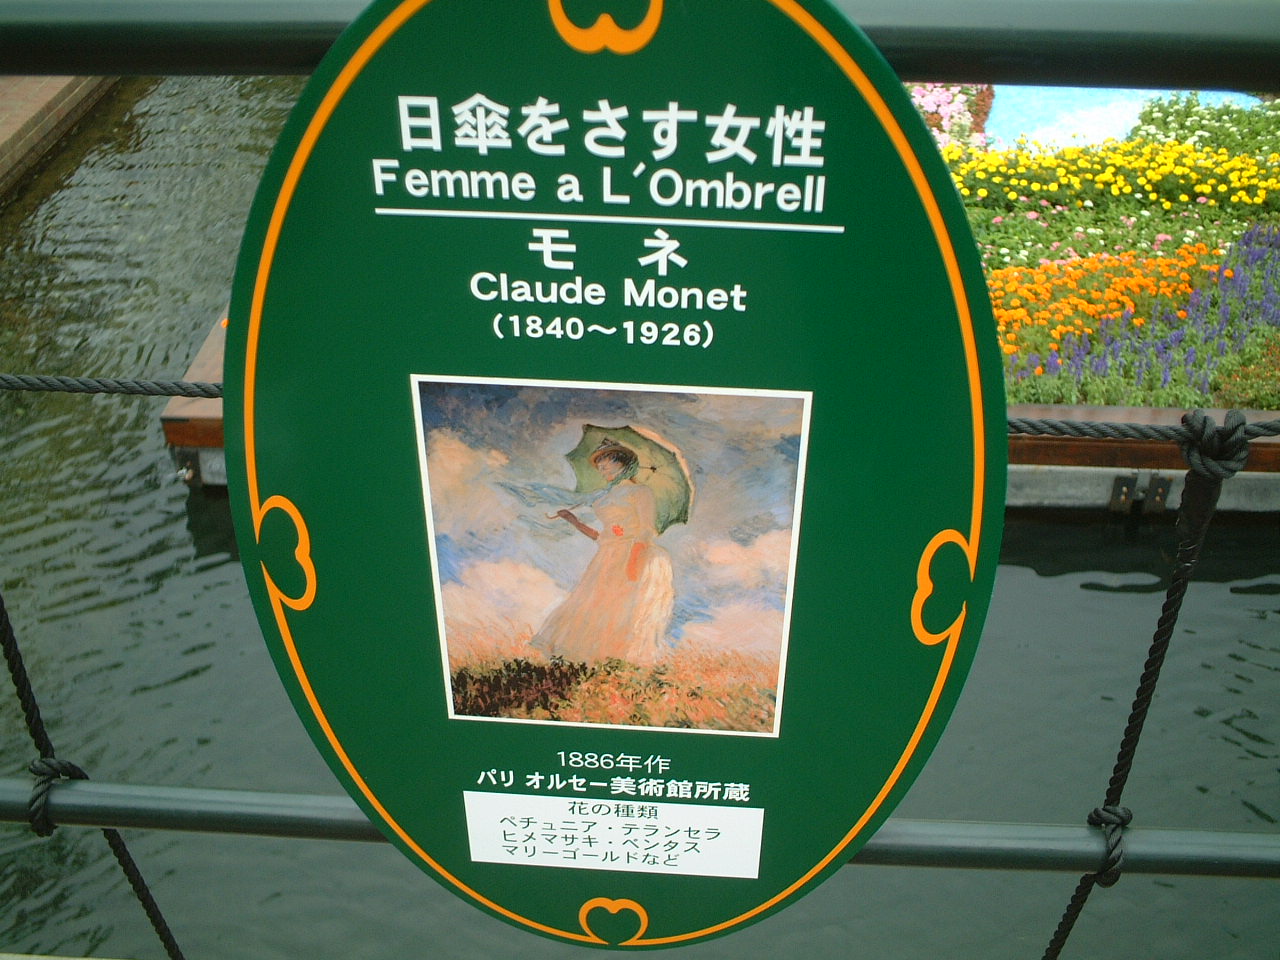 日傘をさす女性
Femme a L'Ombrell
モネ
Claude Monet
(1840～1926)
1886年作
パリ オルセー美術館所蔵
花の種類
ペチュニア・テランセラ
ヒメマサキ・ペンタス
マリーゴールドなど